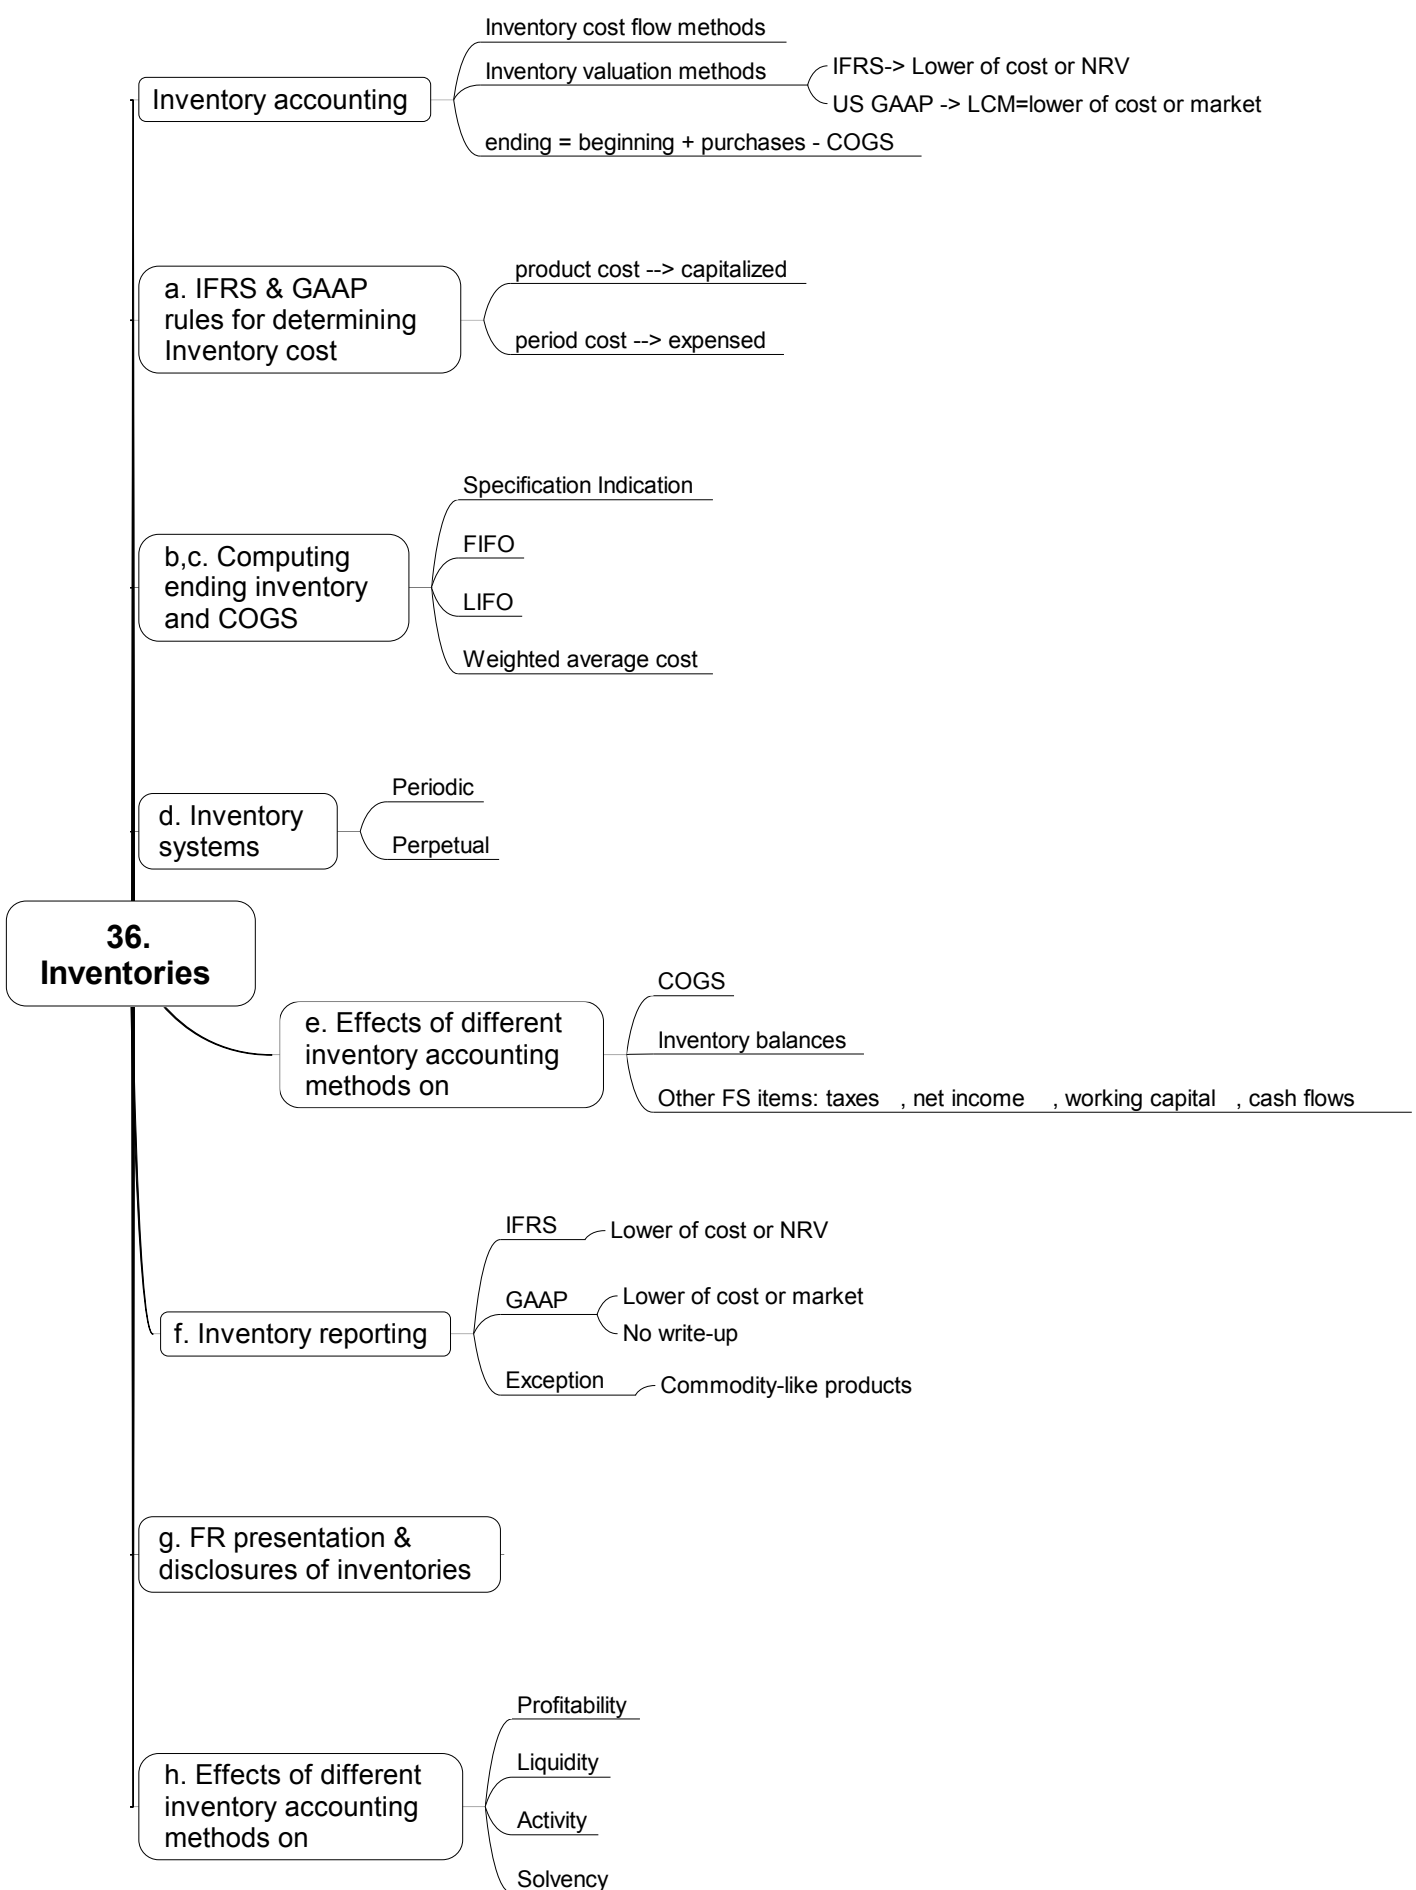 Inventory cost flow methods
Inventory valuation methods
IFRS-> Lower of cost or NRV
US GAAP -> LCM=lower of cost or market
Inventory accounting
ending = beginning + purchases - COGS
a. IFRS & GAAP
rules for determining
Inventory cost
product cost --> capitalized
period cost --> expensed
b,c. Computing
ending inventory
and COGS
Specification Indication
FIFO
LIFO
Weighted average cost
d. Inventory
systems
Periodic
Perpetual
36.
Inventories
e. Effects of different
inventory accounting
methods on
COGS
Inventory balances
Other FS items: taxes , net income , working capital , cash flows
f. Inventory reporting
IFRS
Lower of cost or NRV
GAAP
Lower of cost or market
No write-up
Exception
Commodity-like products
g. FR presentation &
disclosures of inventories
h. Effects of different
inventory accounting
methods on
Profitability
Liquidity
Activity
Solvency